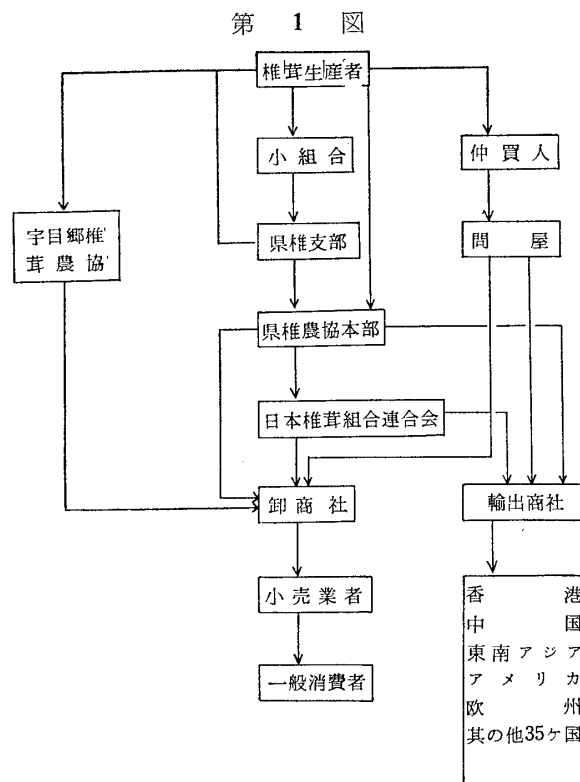 第 1 図
椎茸生産者
小組合
仲買人
宇目郷椎
茸農協
県椎支部
問屋
県椎農協本部
日本椎茸組合連合会
卸商社
輸出商社
小売業者
一般消費者
香港
中国
東南アジア
アメリカ
欧州
其の他35ヶ国